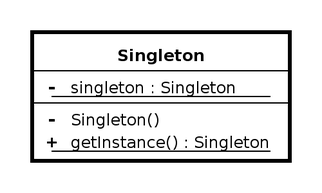 Singleton
- singleton : Singleton
- Singleton()
+ getInstance() : Singleton